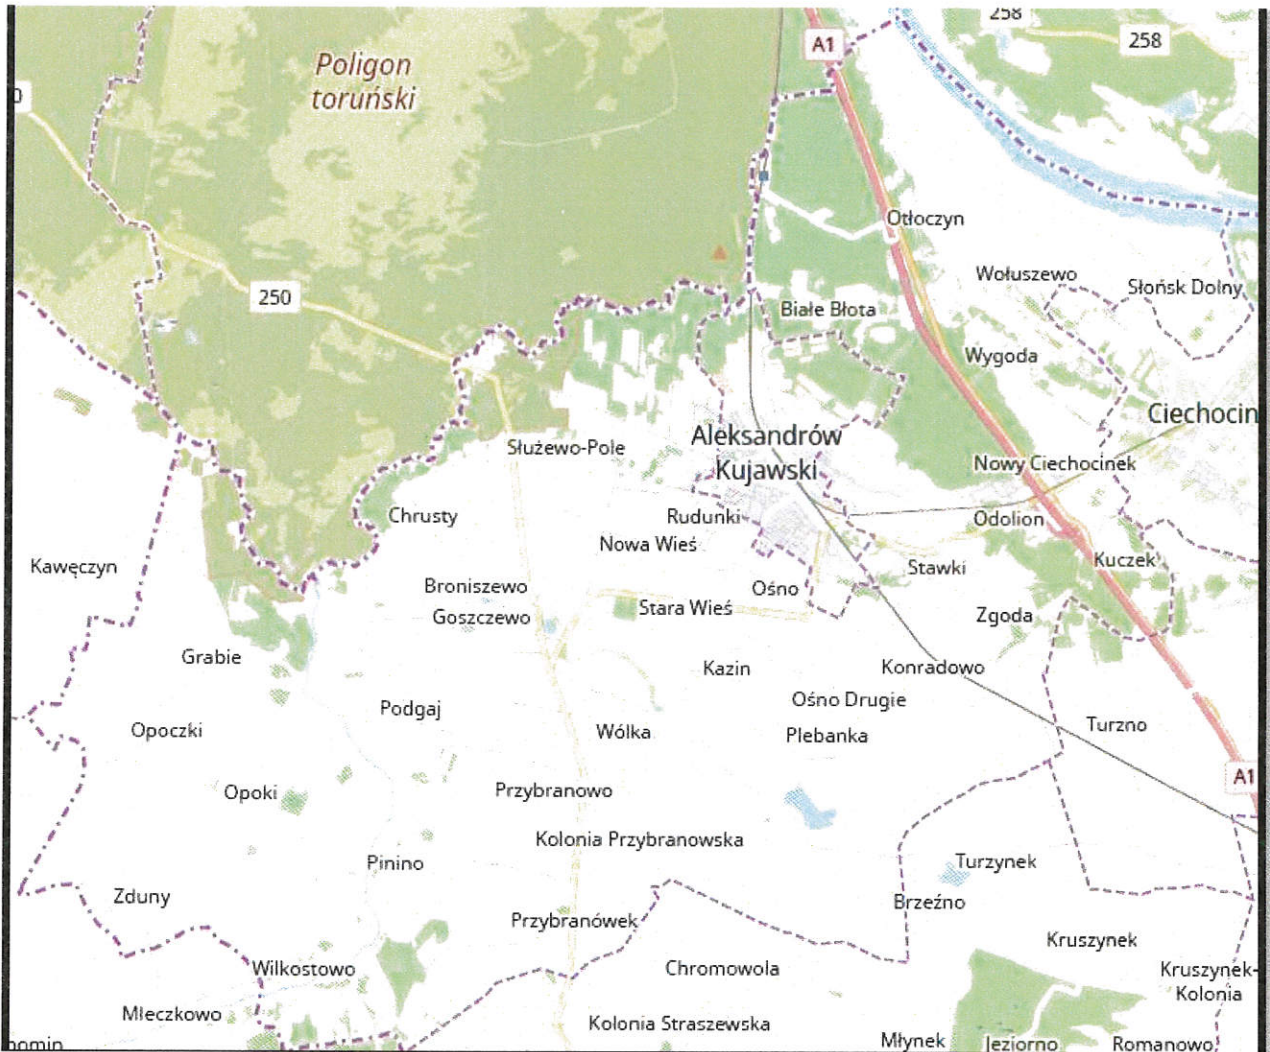 258
A1
258
Poligon
toruński
0
Otłoczyn
Wołuszewo
Słońsk Dolny
250
Białe Błota
Wygoda
Ciechocin
Aleksandrów
Kujawski
Służewo-Pole
Nowy Ciechocinek
Chrusty
Rudunki
Odolion
Nowa Wieś
Kuczek
Kawęczyn
Stawki
Broniszewo
Ośno
Goszczewo
Stara Wieś
Zgoda
Grabie
Kazin
Konradowo
Podgaj
Ośno Drugie
Opoczki
Wólka
Plebanka
Turzno
A1
Opoki
Przybranowo
Kolonia Przybranowska
Pinino
Turzynek
Zduny
Brzeźno
Przybranówek
Kruszynek
Wilkostowo
Chromowola
Kruszynek-
Kolonia
Mleczkowo
Kolonia Straszewska
Młynek
Jeziorno
Romanowo
pomin